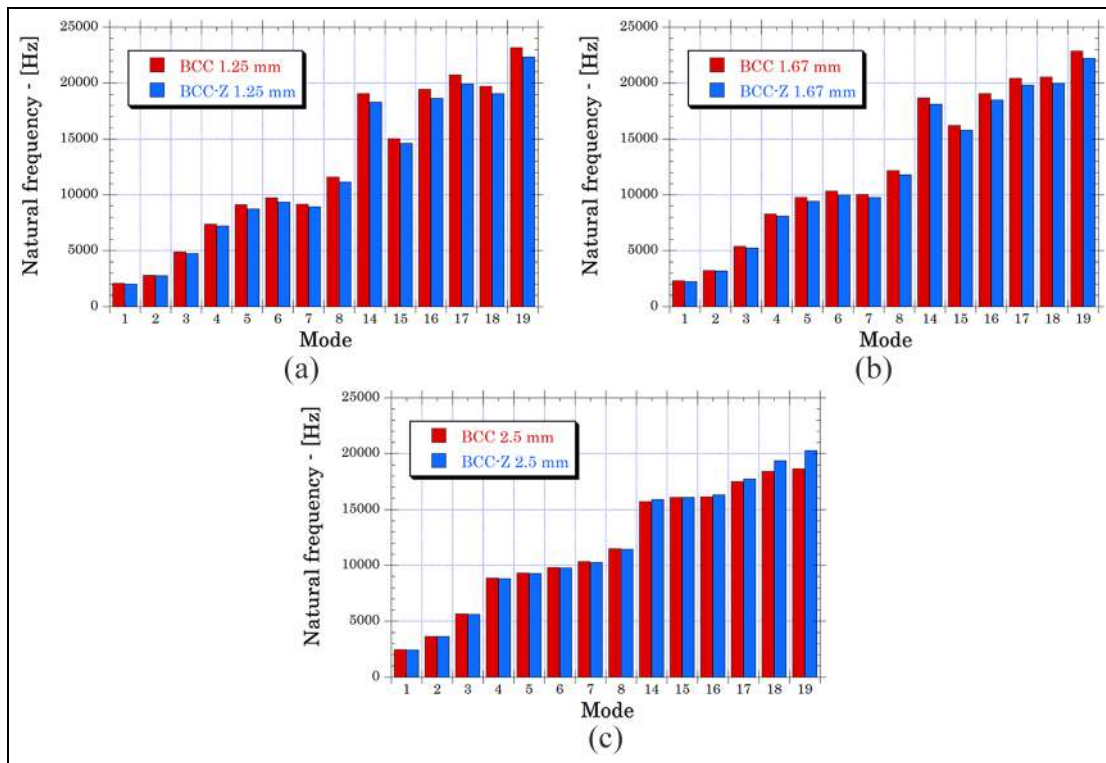 Natural frequency - [Hz]
25000
20000
15000
10000
5000
0
BCC 1.25 mm
BCC-Z 1.25 mm
1 2 3 4 5 6 7 8 14 15 16 17 18 19
Mode
(a)
Natural frequency - [Hz]
25000
20000
15000
10000
5000
0
BCC 1.67 mm
BCC-Z 1.67 mm
1 2 3 4 5 6 7 8 14 15 16 17 18 19
Mode
(b)
Natural frequency - [Hz]
25000
20000
15000
10000
5000
0
BCC 2.5 mm
BCC-Z 2.5 mm
1 2 3 4 5 6 7 8 14 15 16 17 18 19
Mode
(c)